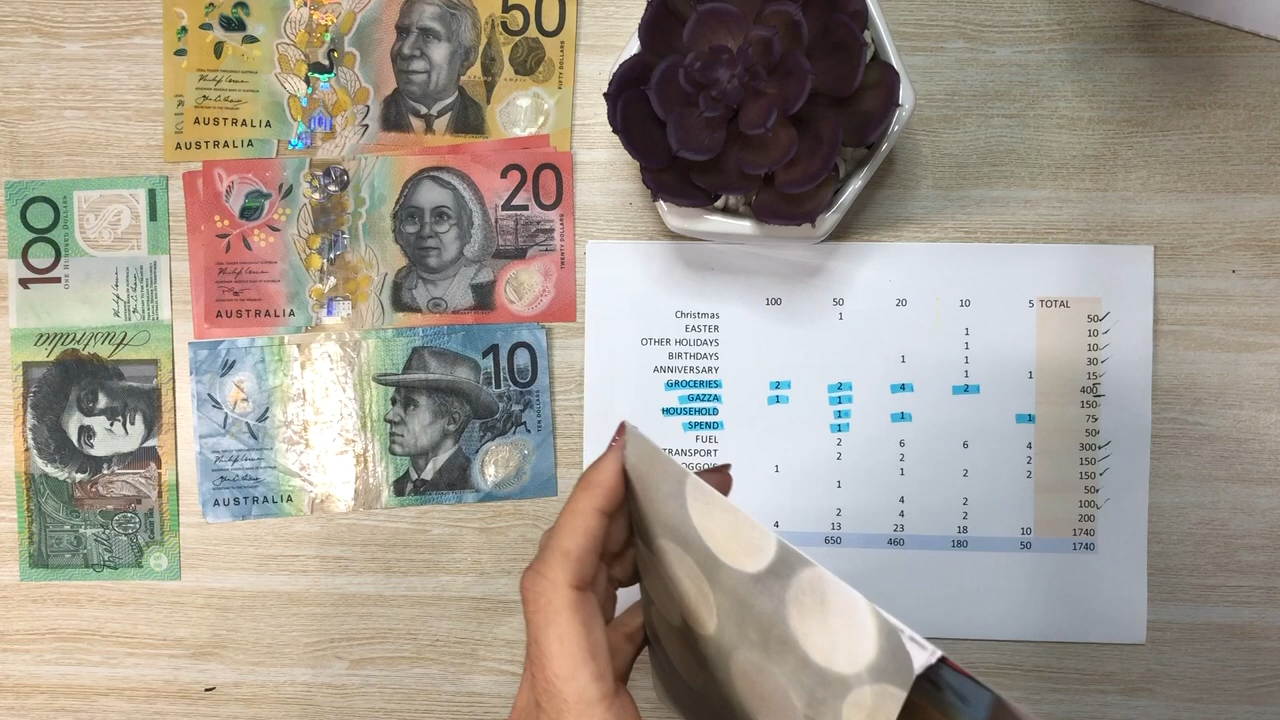 50
FIFTY DOLLARS
AUSTRALIA
AUSTRALIA
20
TWENTY DOLLARS
AUSTRALIA
100
ONE HUNDRED DOLLARS
Australia
10
TEN DOLLARS
AUSTRALIA
100 50 20 10 5 TOTAL
Christmas 1 50
EASTER 1 10
OTHER HOLIDAYS 1 10
BIRTHDAYS 1 1 30
ANNIVERSARY 1 1 15
GROCERIES 2 2 4 2 400
GAZZA 1 1 150
HOUSEHOLD 1 1 1 75
SPEND 1 50
FUEL 2 6 6 4 300
TRANSPORT 2 2 2 150
OGGO'S 1 1 2 2 150
1 50
4 2 100
2 4 2 200
4 13 23 18 10 1740
650 460 180 50 1740